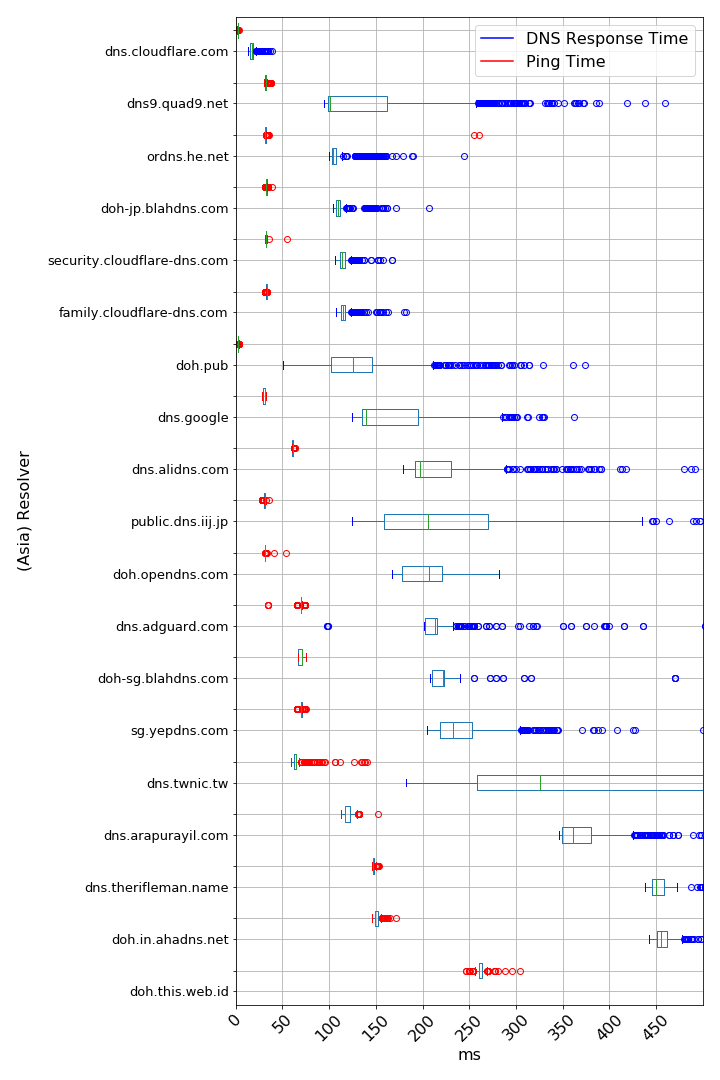 DNS Response Time
Ping Time
dns.cloudflare.com
dns9.quad9.net
ordns.he.net
doh-jp.blahdns.com
security.cloudflare-dns.com
family.cloudflare-dns.com
doh.pub
dns.google
dns.alidns.com
public.dns.iij.jp
doh.opendns.com
dns.adguard.com
doh-sg.blahdns.com
sg.yepdns.com
dns.twnic.tw
dns.arapurayil.com
dns.therifleman.name
doh.in.ahadns.net
doh.this.web.id
(Asia) Resolver
0 50 100 150 200 250 300 350 400 450
ms